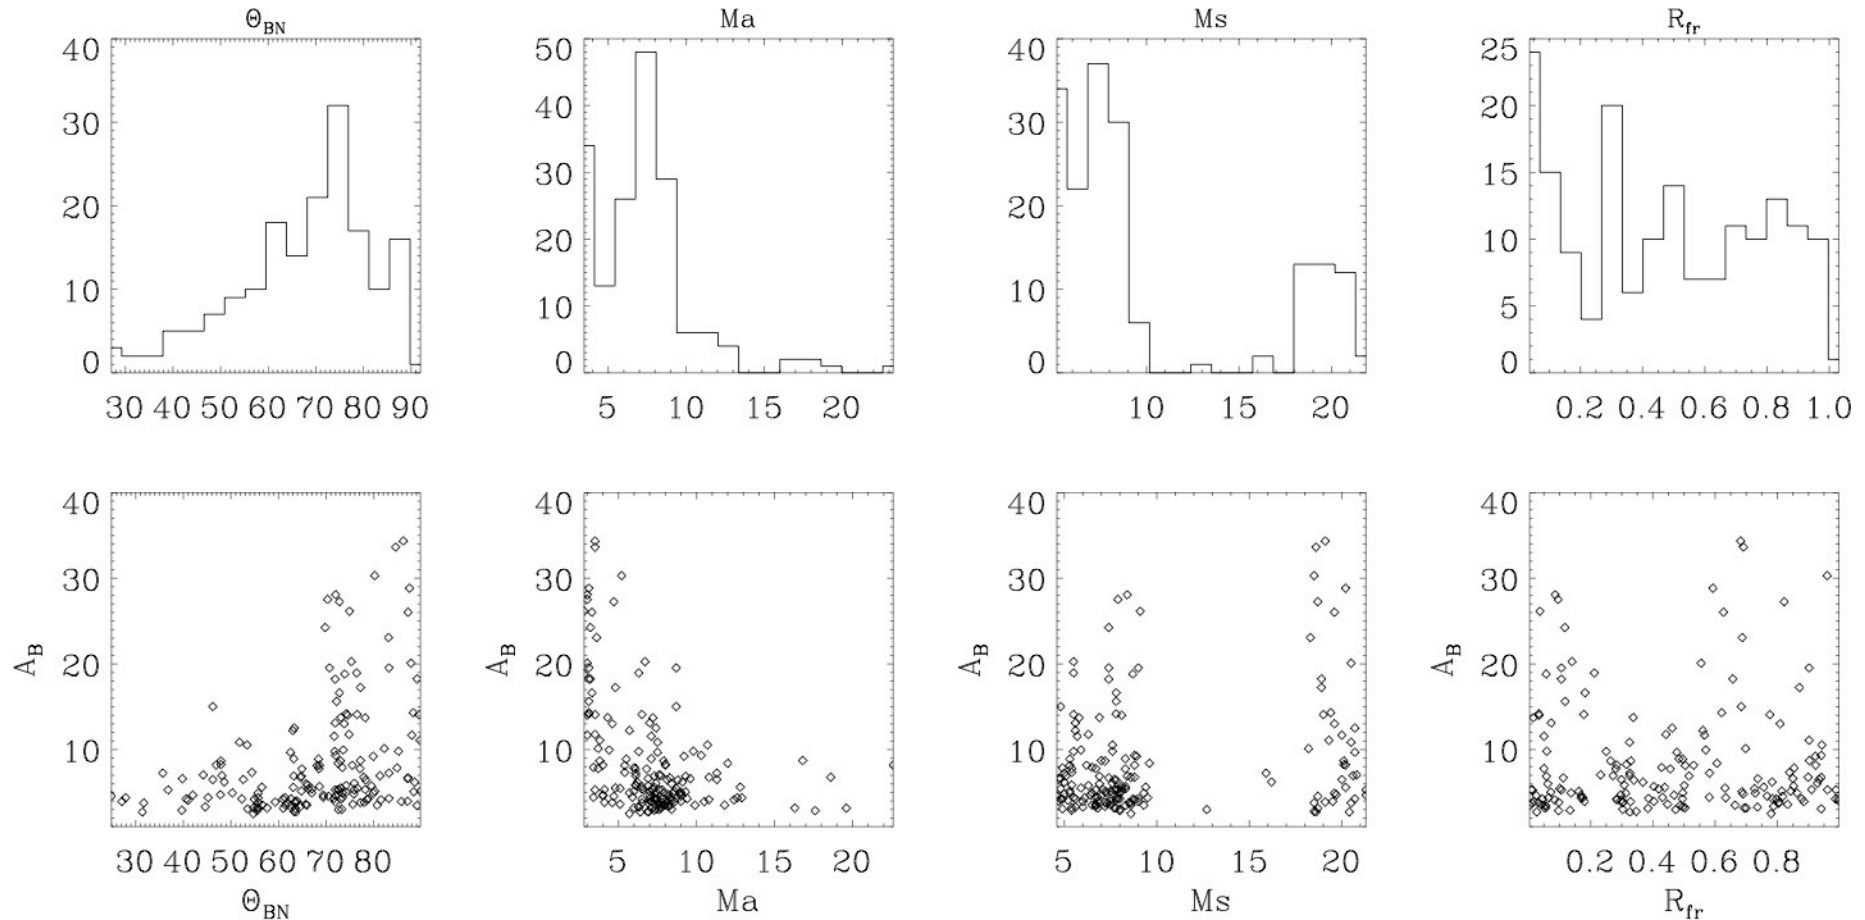 Θ_BN Ma Ms R_fr
40 50 40 25
30 40 30 20
20 30 20 15
10 20 10 10
0 10 0 5
0 0
30 40 50 60 70 80 90 5 10 15 20 10 15 20 0.2 0.4 0.6 0.8 1.0
40 40 40 40
30 30 30 30
A_B 20 A_B 20 A_B 20 A_B 20
10 10 10 10
30 40 50 60 70 80 5 10 15 20 5 10 15 20 0.2 0.4 0.6 0.8
Θ_BN Ma Ms R_fr